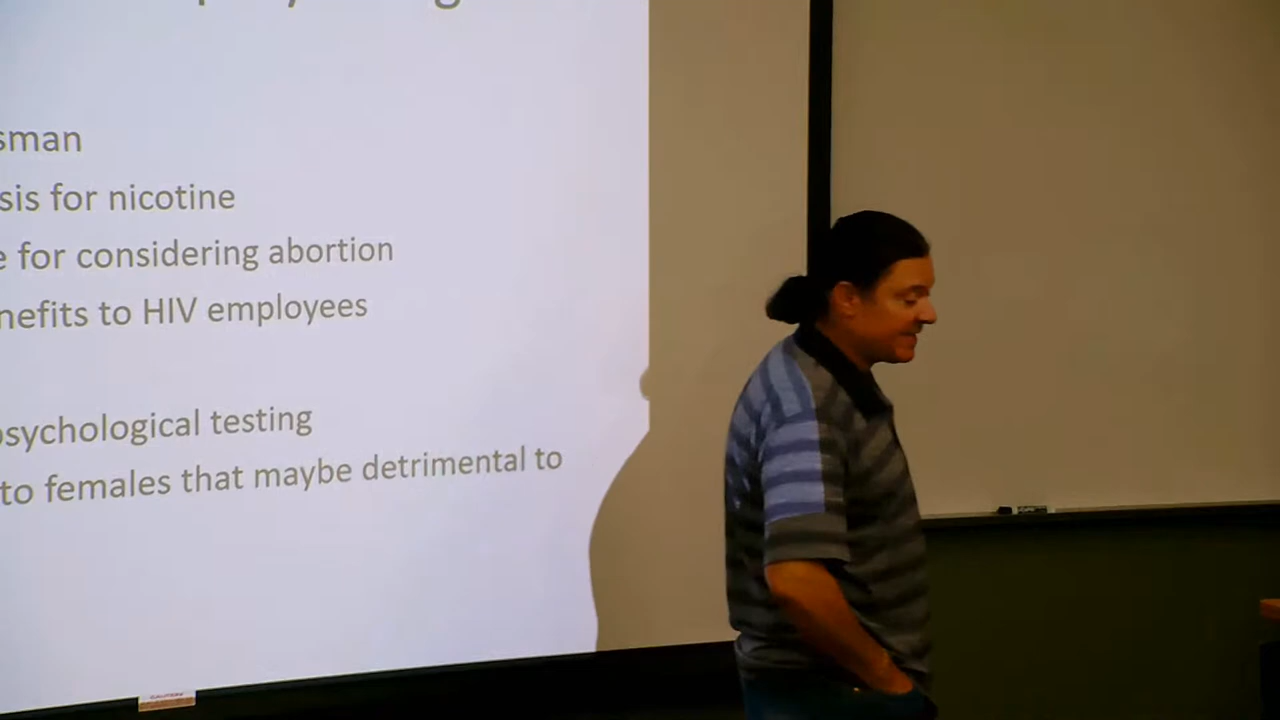 sman
sis for nicotine
e for considering abortion
nefits to HIV employees
psychological testing
to females that maybe detrimental to